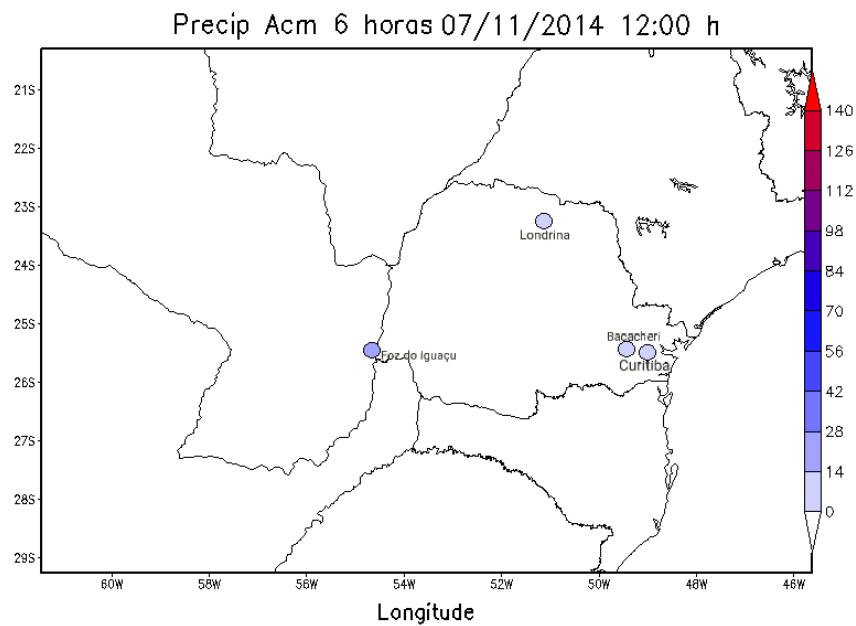 Precip Acm 6 horas 07/11/2014 12:00 h
21S
22S
23S
24S
25S
26S
27S
28S
29S
Londrina
Foz do Iguaçu
Bacacheri
Curitiba
140
126
112
98
84
70
56
42
28
14
0
60W
58W
56W
54W
52W
50W
48W
46W
Longitude